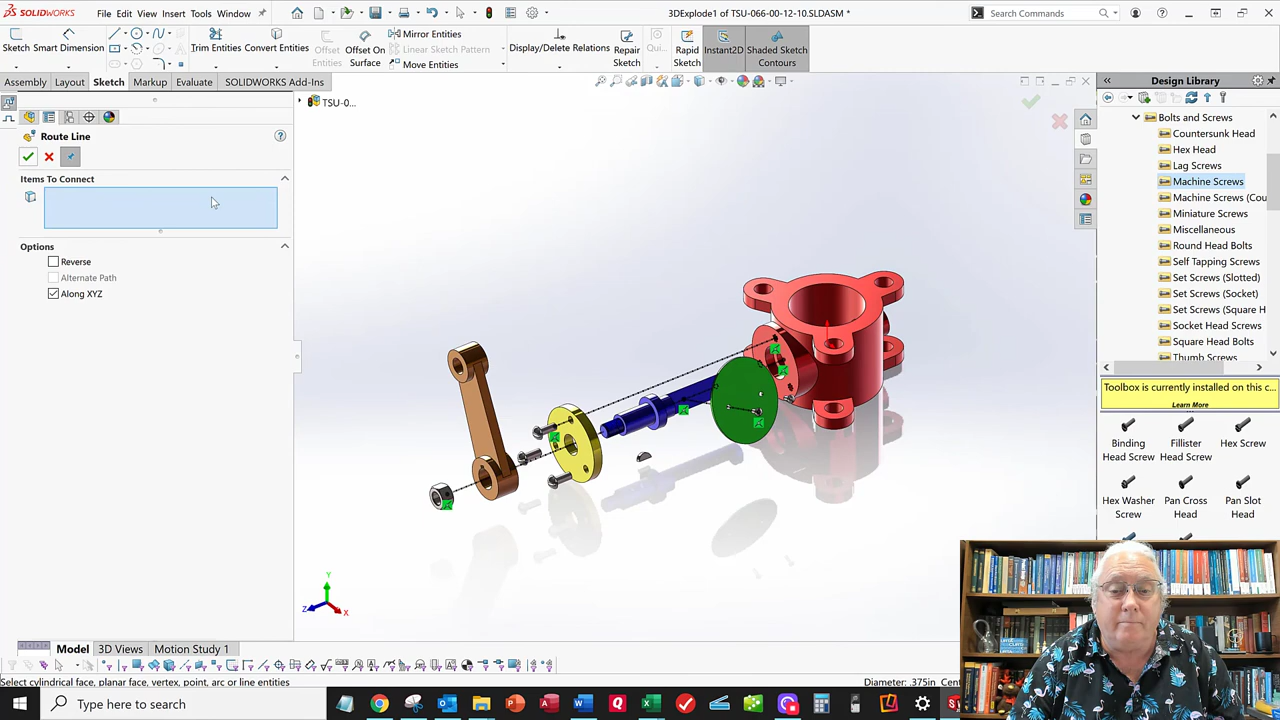 SOLIDWORKS
File Edit View Insert Tools Window
3DExplode1 of TSU-066-00-12-10.SLDASM *
Search Commands
Sketch
Smart Dimension
Trim Entities
Convert Entities
Offset Entities
Offset On Surface
Mirror Entities
Linear Sketch Pattern
Move Entities
Display/Delete Relations
Repair Sketch
Qui...
Rapid Sketch
Instant2D
Shaded Sketch Contours
Assembly Layout Sketch Markup Evaluate SOLIDWORKS Add-Ins
TSU-0...
Route Line
Items To Connect
Options
Reverse
Alternate Path
Along XYZ
Y
Z
X
Design Library
Bolts and Screws
Countersunk Head
Hex Head
Lag Screws
Machine Screws
Machine Screws (Cou
Miniature Screws
Miscellaneous
Round Head Bolts
Self Tapping Screws
Set Screws (Slotted)
Set Screws (Socket)
Set Screws (Square H
Socket Head Screws
Square Head Bolts
Thumb Screws
Toolbox is currently installed on this c...
Learn More
Binding Head Screw
Fillister Head Screw
Hex Screw
Hex Washer Screw
Pan Cross Head
Pan Slot Head
Model 3D Views Motion Study 1
Select cylindrical face, planar face, vertex, point, arc or line entities
Diameter: .375in Cent
Type here to search